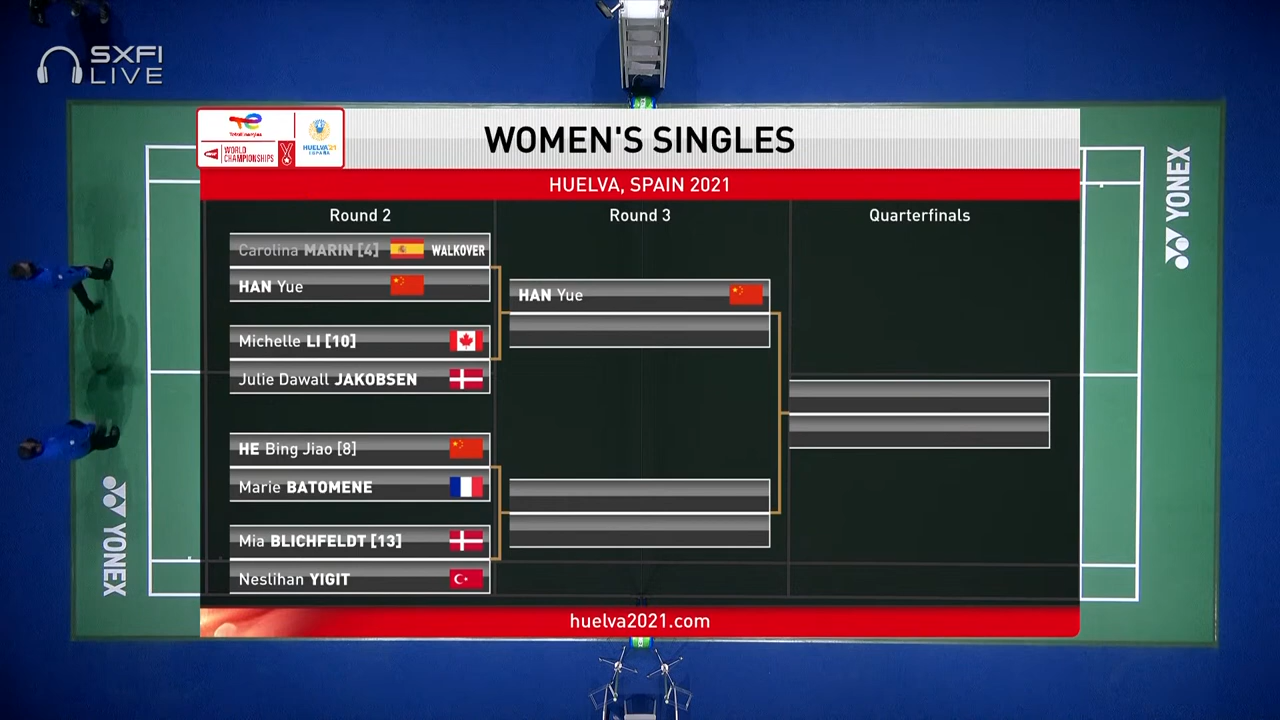 SXFI
LIVE
TotalEnergies
WORLD
CHAMPIONSHIPS
HUELVA'21
ESPAÑA
WOMEN'S SINGLES
HUELVA, SPAIN 2021
Round 2
Round 3
Quarterfinals
Carolina MARIN [4] WALKOVER
HAN Yue
HAN Yue
Michelle LI [10]
Julie Dawall JAKOBSEN
HE Bing Jiao [8]
Marie BATOMENE
Mia BLICHFELDT [13]
Neslihan YIGIT
huelva2021.com
YONEX
YONEX